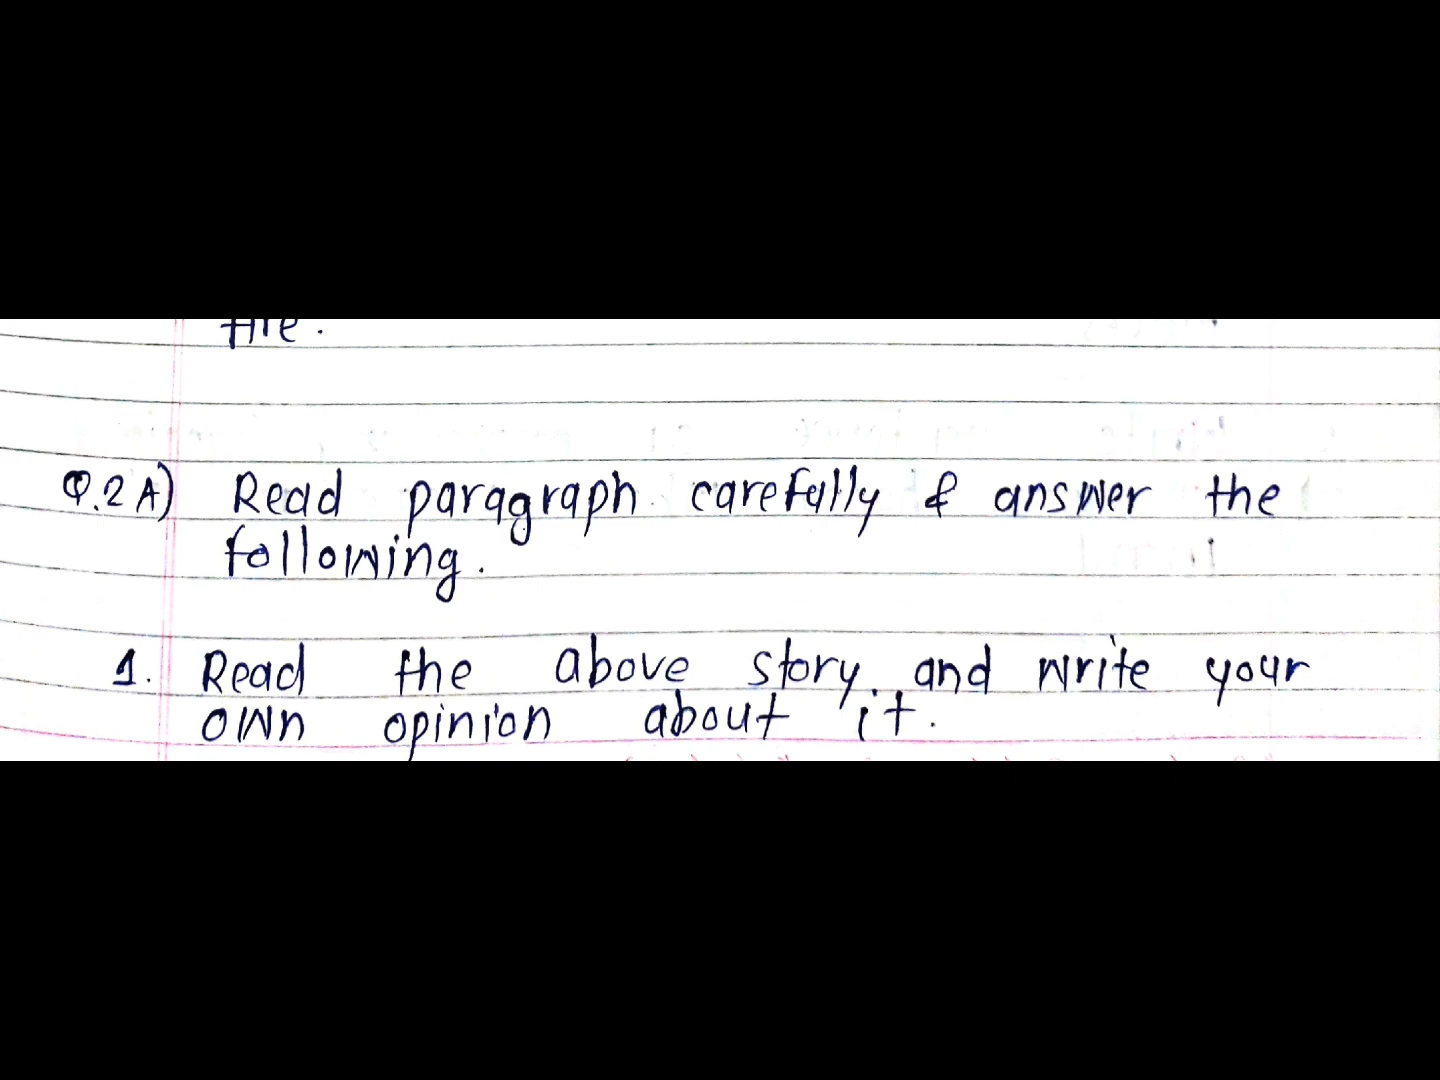 Q.2 A) Read paragraph carefully & answer the
following.
1. Read the above story. and write your
own opinion about it.